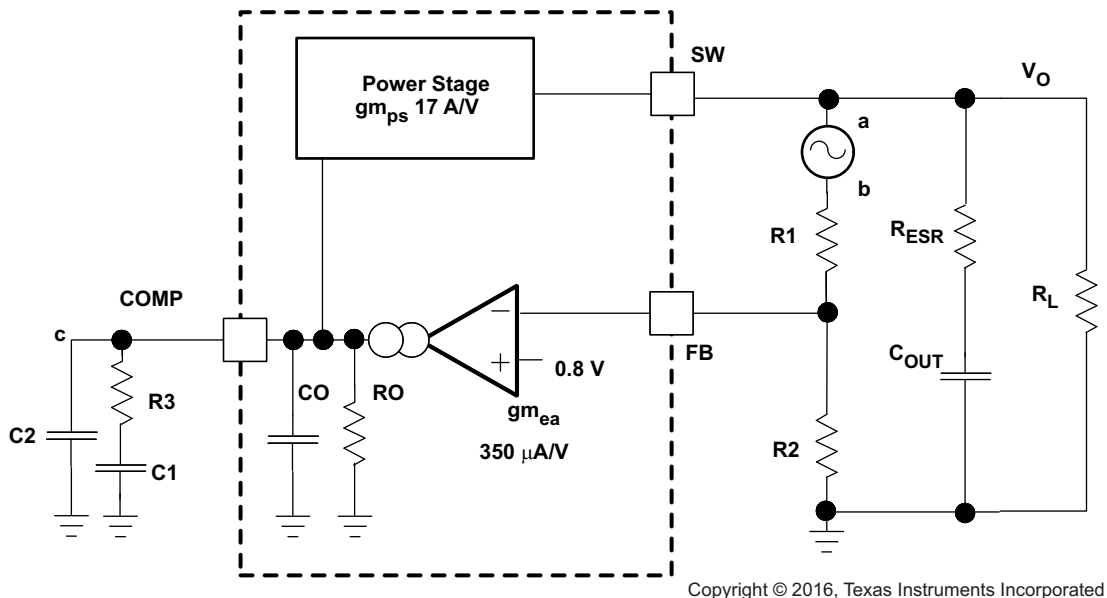 Power Stage
gm_ps 17 A/V
SW
V_O
a
b
R1
R_ESR
R_L
COMP
c
FB
−
+
0.8 V
CO
RO
R3
C_OUT
gm_ea
350 µA/V
C2
C1
R2
Copyright © 2016, Texas Instruments Incorporated